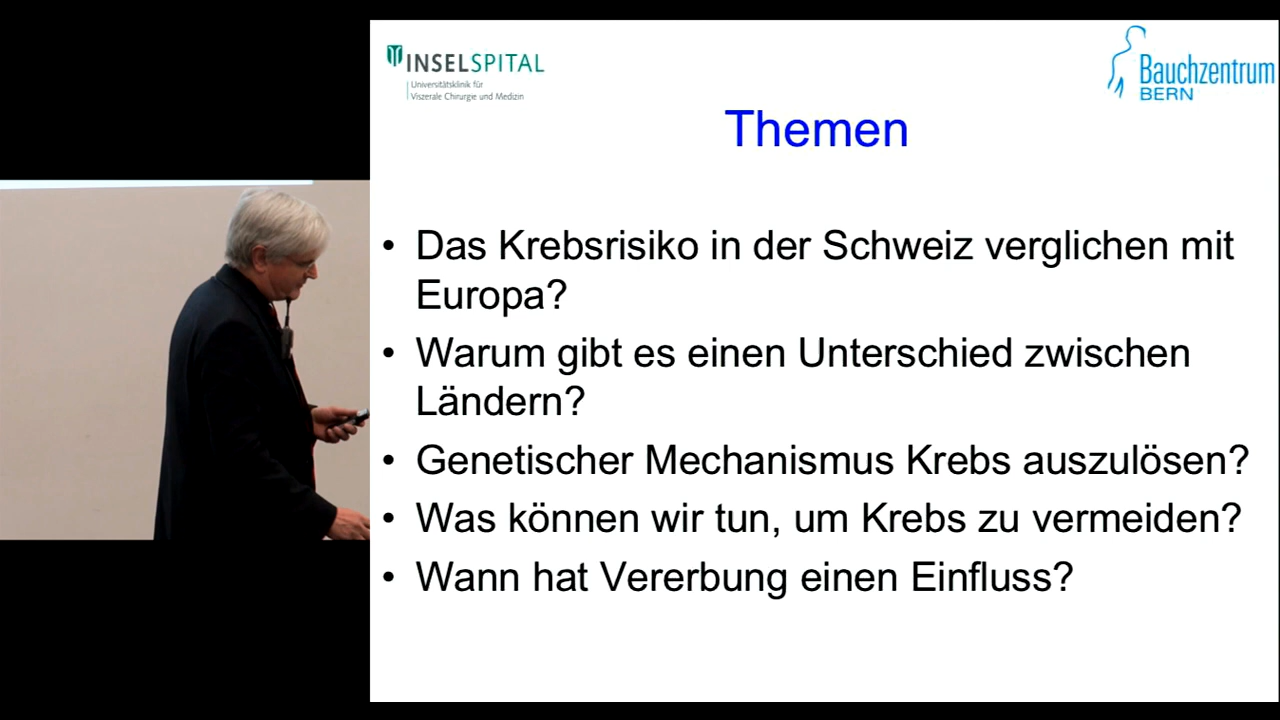 INSELSPITAL
Universitätsklinik für
Viszerale Chirurgie und Medizin
Bauchzentrum
BERN
Themen
• Das Krebsrisiko in der Schweiz verglichen mit
Europa?
• Warum gibt es einen Unterschied zwischen
Ländern?
• Genetischer Mechanismus Krebs auszulösen?
• Was können wir tun, um Krebs zu vermeiden?
• Wann hat Vererbung einen Einfluss?